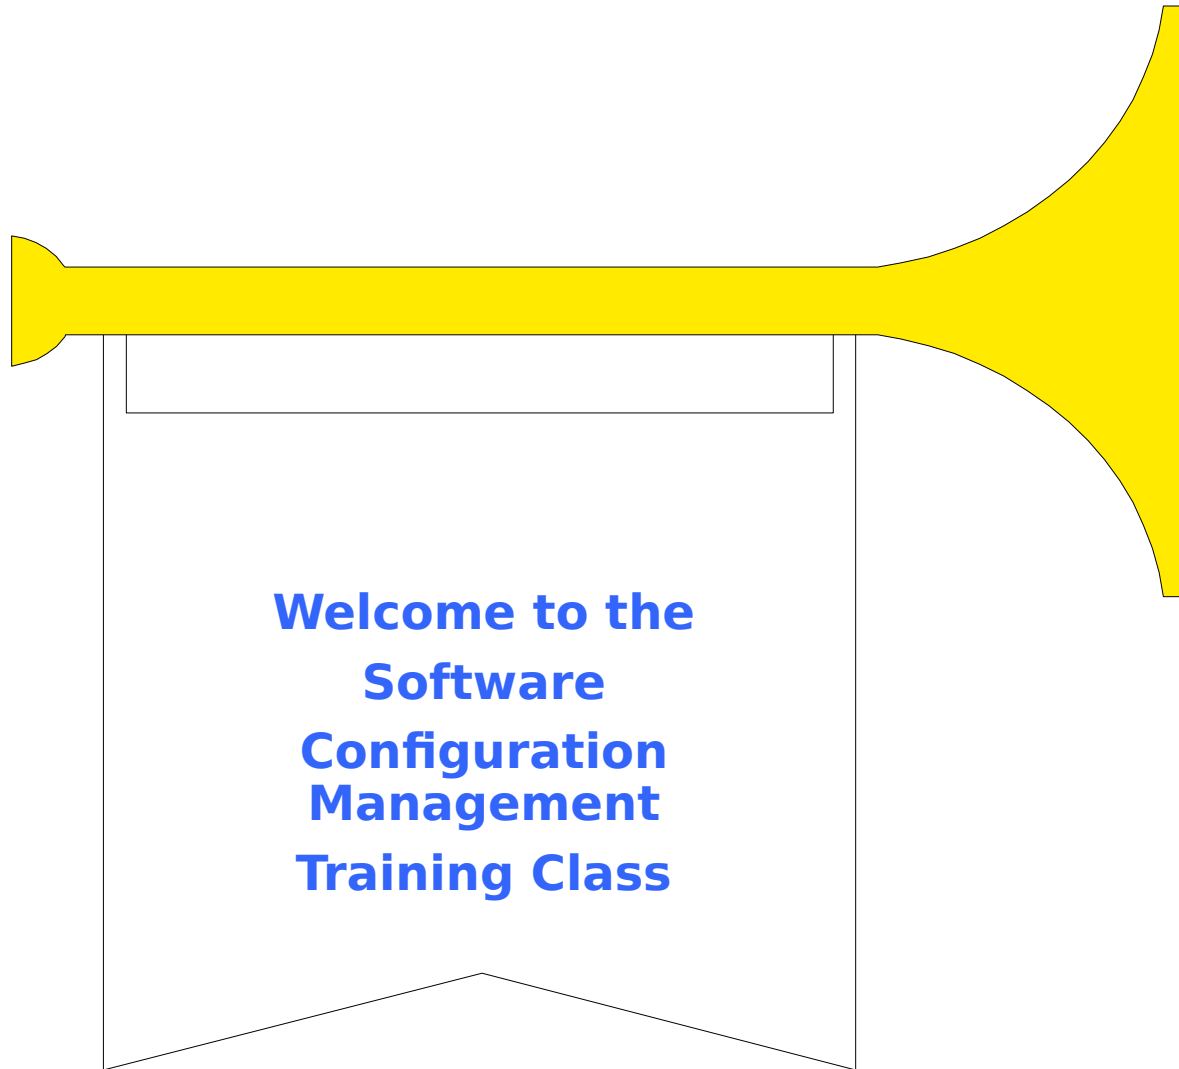 Welcome to the
Software
Configuration
Management
Training Class